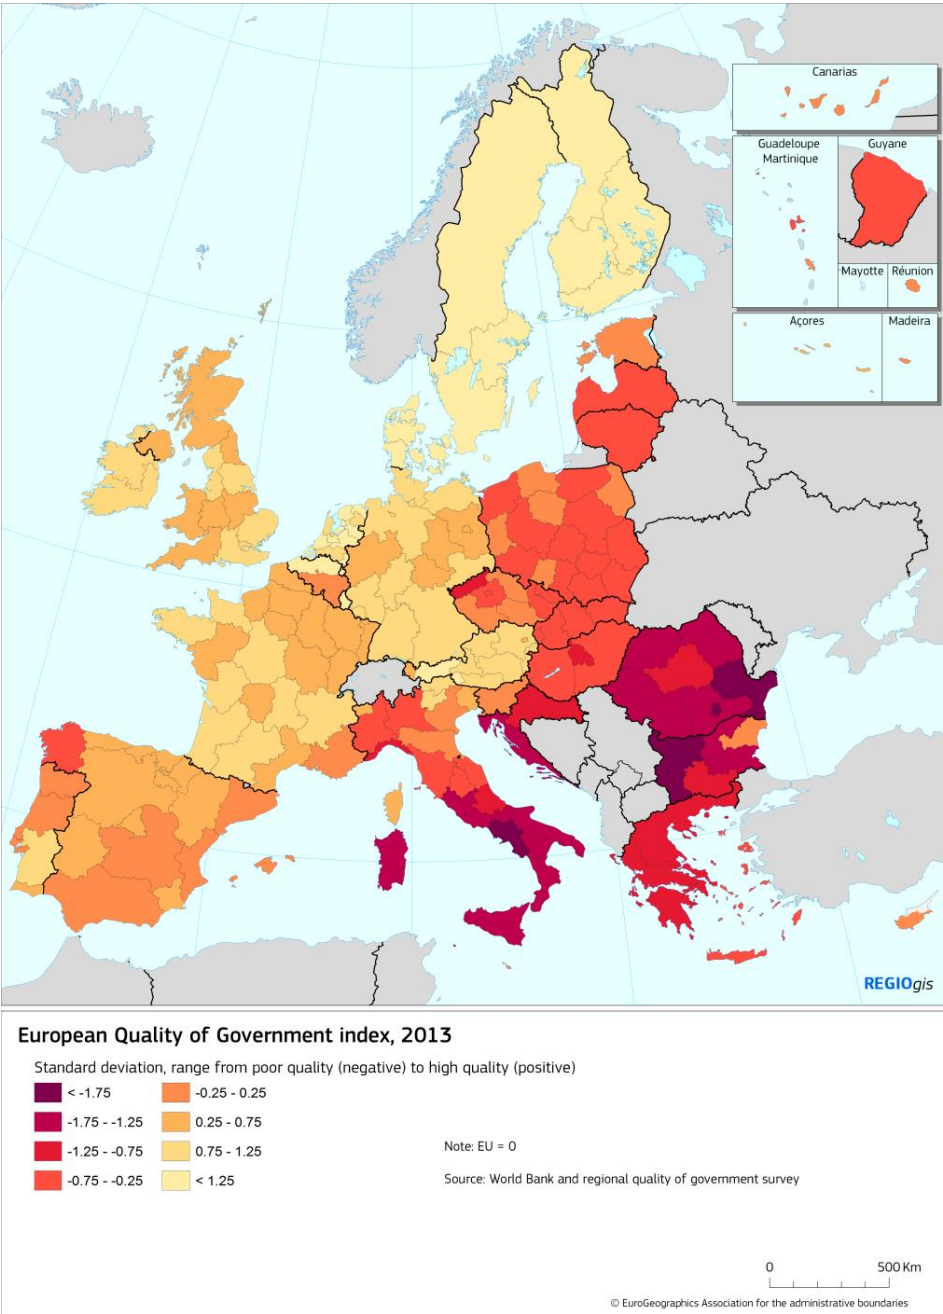 Canarias
Guadeloupe
Martinique
Guyane
Mayotte
Réunion
Açores
Madeira
REGIOgis
European Quality of Government index, 2013
Standard deviation, range from poor quality (negative) to high quality (positive)
< -1.75
-1.75 - -1.25
-1.25 - -0.75
-0.75 - -0.25
-0.25 - 0.25
0.25 - 0.75
0.75 - 1.25
< 1.25
Note: EU = 0
Source: World Bank and regional quality of government survey
0 500 Km
© EuroGeographics Association for the administrative boundaries